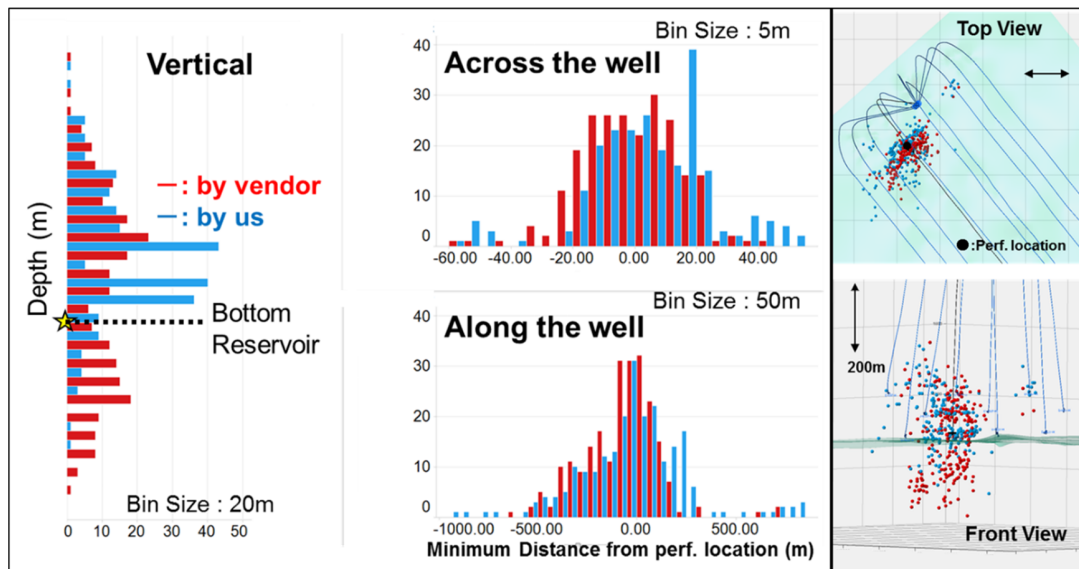 Vertical
—: by vendor
—: by us
Depth (m)
Bottom
Reservoir
Bin Size : 20m
0 10 20 30 40 50
Bin Size : 5m
Across the well
40
30
20
10
0
-60.00 -40.00 -20.00 0.00 20.00 40.00
Bin Size : 50m
Along the well
40
30
20
10
0
-1000.00 -500.00 0.00 500.00
Minimum Distance from perf. location (m)
Top View
:Perf. location
200m
Front View